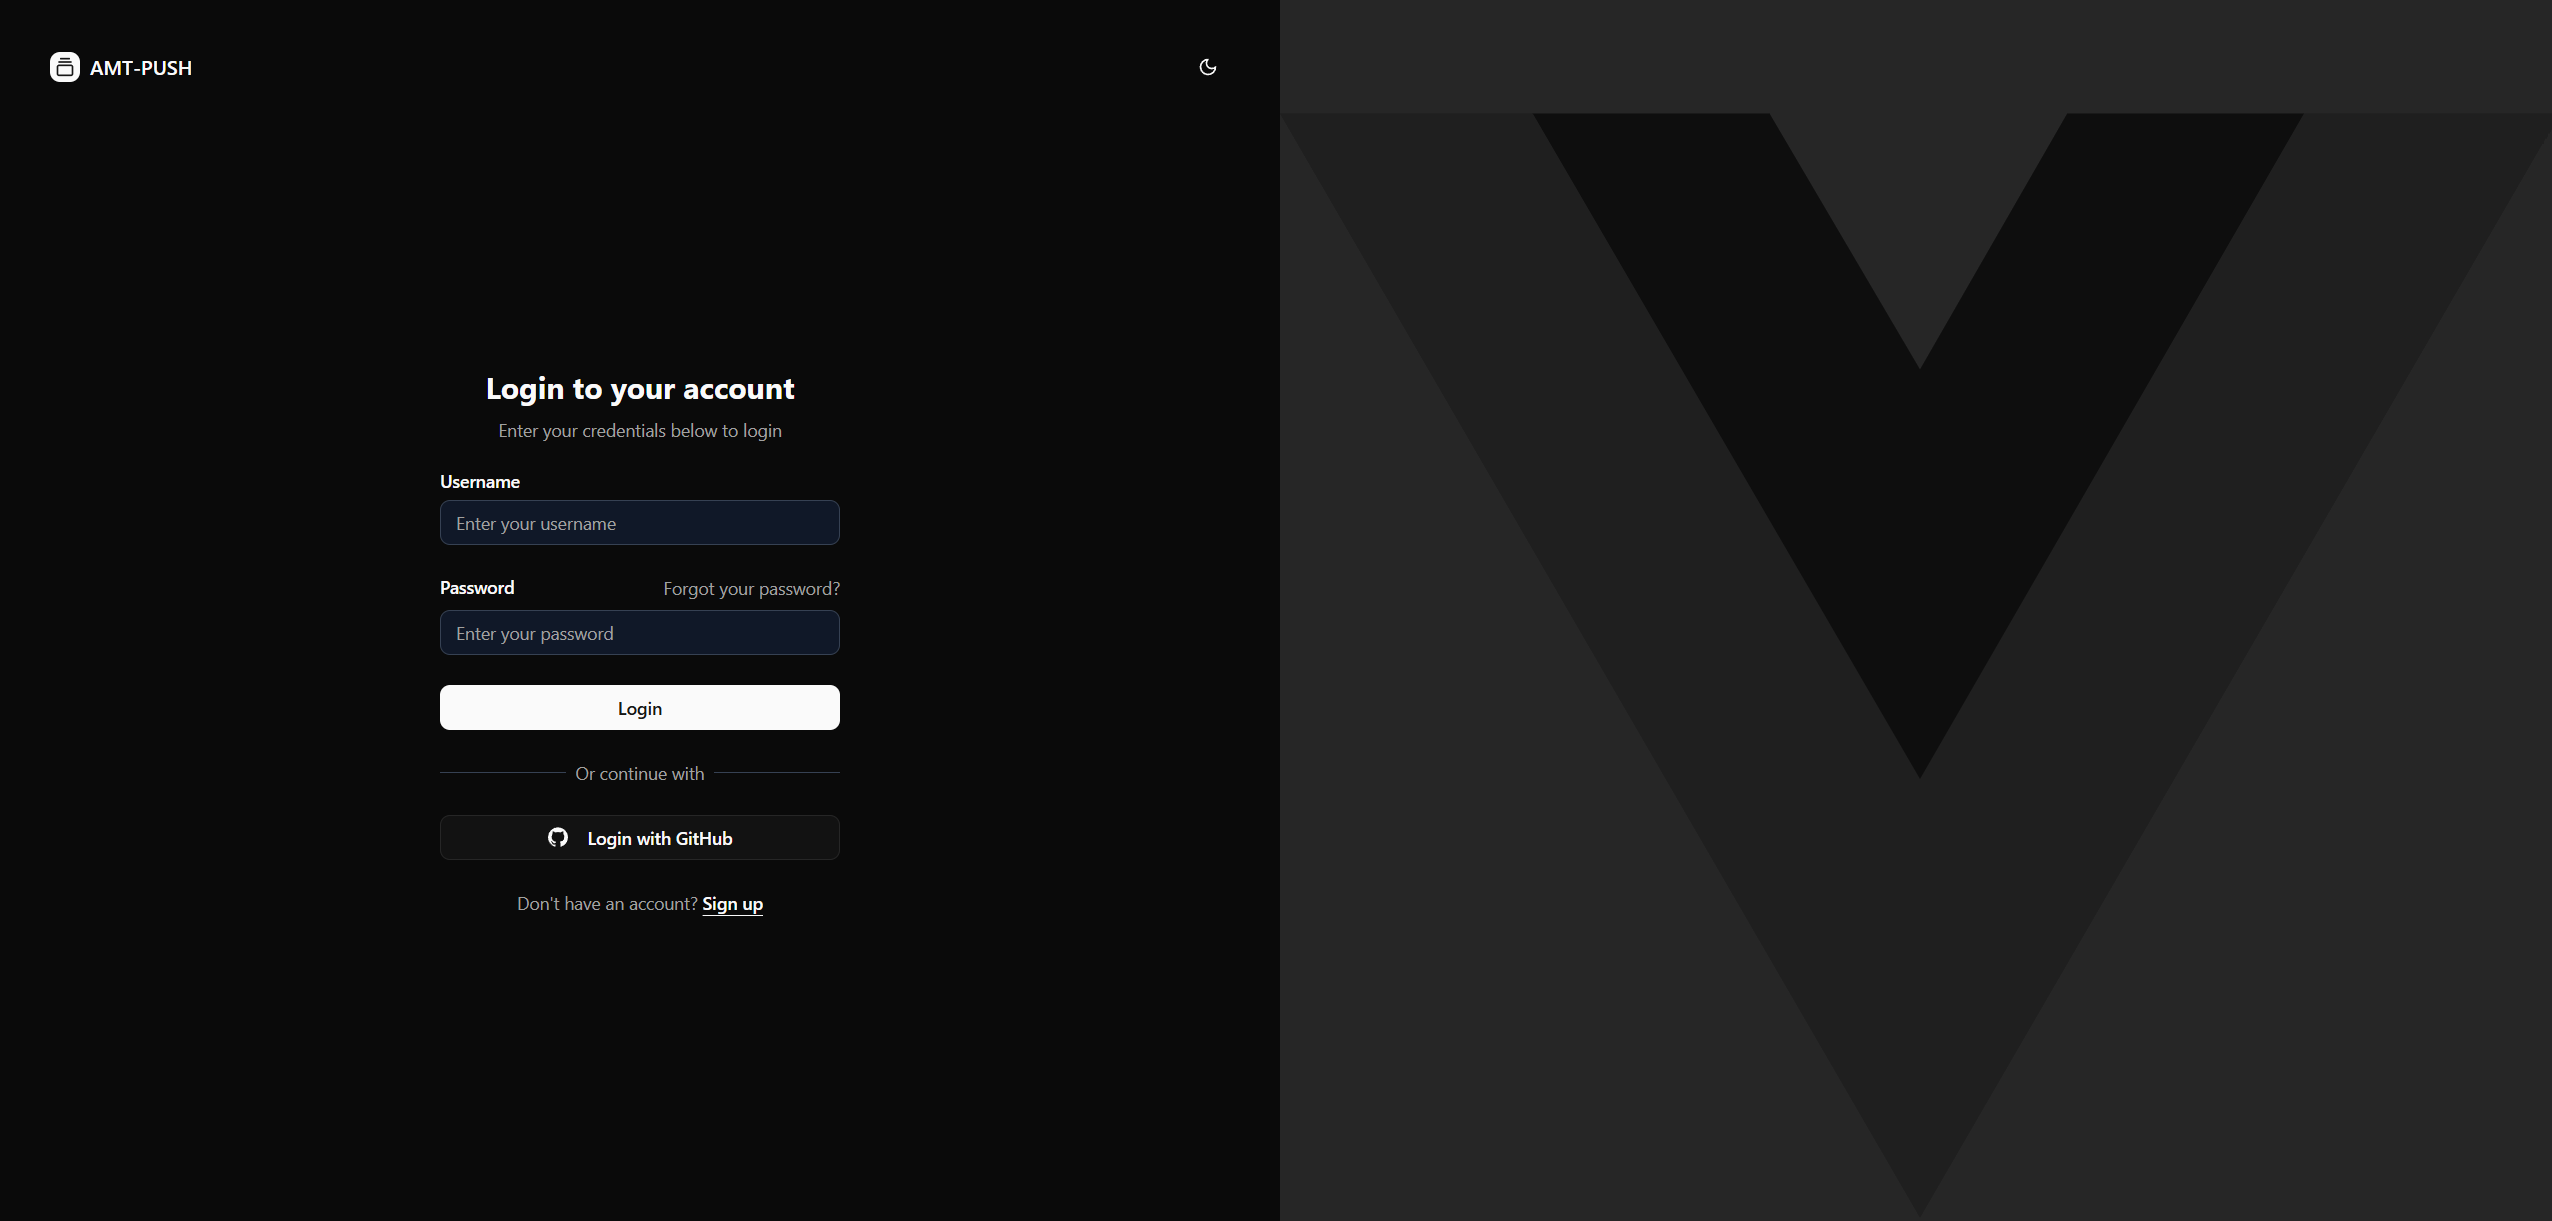 AMT-PUSH
Login to your account
Enter your credentials below to login
Username
Enter your username
Password Forgot your password?
Enter your password
Login
Or continue with
Login with GitHub
Don't have an account? Sign up